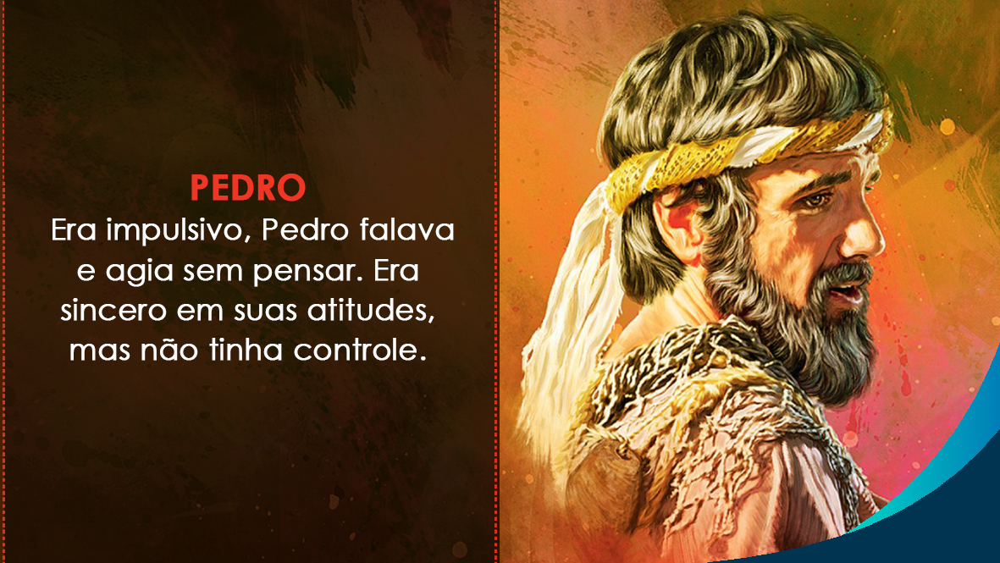 PEDRO
Era impulsivo, Pedro falava
e agia sem pensar. Era
sincero em suas atitudes,
mas não tinha controle.